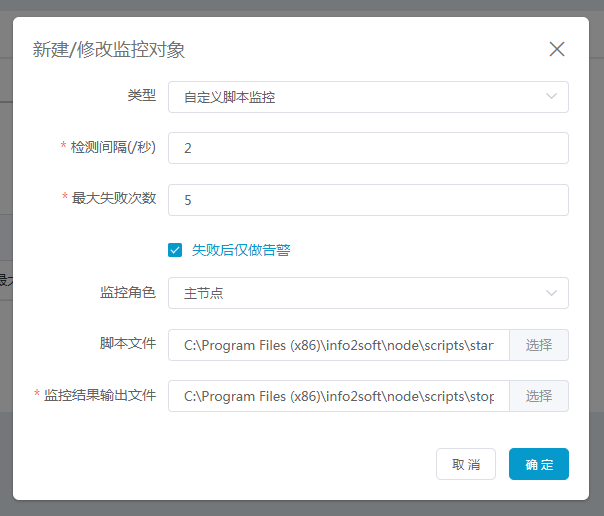 新建/修改监控对象
类型
自定义脚本监控
* 检测间隔(/秒)
2
* 最大失败次数
5
失败后仅做告警
监控角色
主节点
脚本文件
C:\Program Files (x86)\info2soft\node\scripts\star
选择
* 监控结果输出文件
C:\Program Files (x86)\info2soft\node\scripts\stop
选择
取 消
确 定